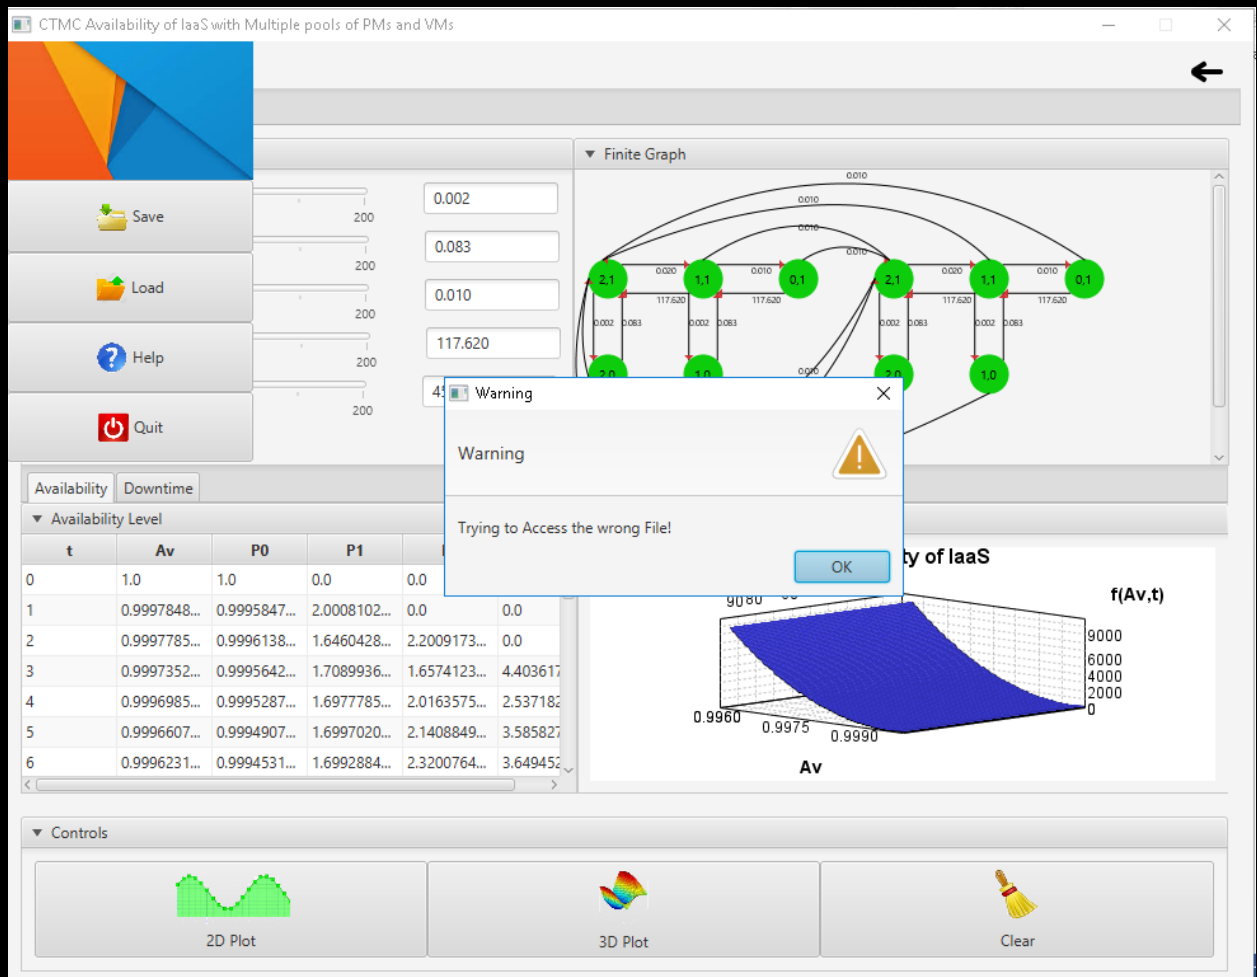 CTMC Availability of IaaS with Multiple pools of PMs and VMs
Save
Load
Help
Quit
200
200
200
200
200
0.002
0.083
0.010
117.620
Finite Graph
0.010
0.010
0.010
0.010
2,1 0.020 1,1 0.010 0,1 2,1 0.020 1,1 0.010 0,1
117.620 117.620 117.620 117.620
0.002 0.083 0.002 0.083 0.002 0.083 0.002 0.083
0.010
2,0 1,0 2,0 1,0
Warning
Warning
Trying to Access the wrong File!
OK
Availability Downtime
Availability Level
t Av P0 P1
0 1.0 1.0 0.0 0.0
1 0.9997848... 0.9995847... 2.0008102... 0.0 0.0
2 0.9997785... 0.9996138... 1.6460428... 2.2009173... 0.0
3 0.9997352... 0.9995642... 1.7089936... 1.6574123... 4.403617
4 0.9996985... 0.9995287... 1.6977785... 2.0163575... 2.537182
5 0.9996607... 0.9994907... 1.6997020... 2.1408849... 3.585827
6 0.9996231... 0.9994531... 1.6992884... 2.3200764... 3.649452
ty of IaaS
f(Av,t)
9080
9000
6000
4000
2000
0
0.9960
0.9975
0.9990
Av
Controls
2D Plot
3D Plot
Clear